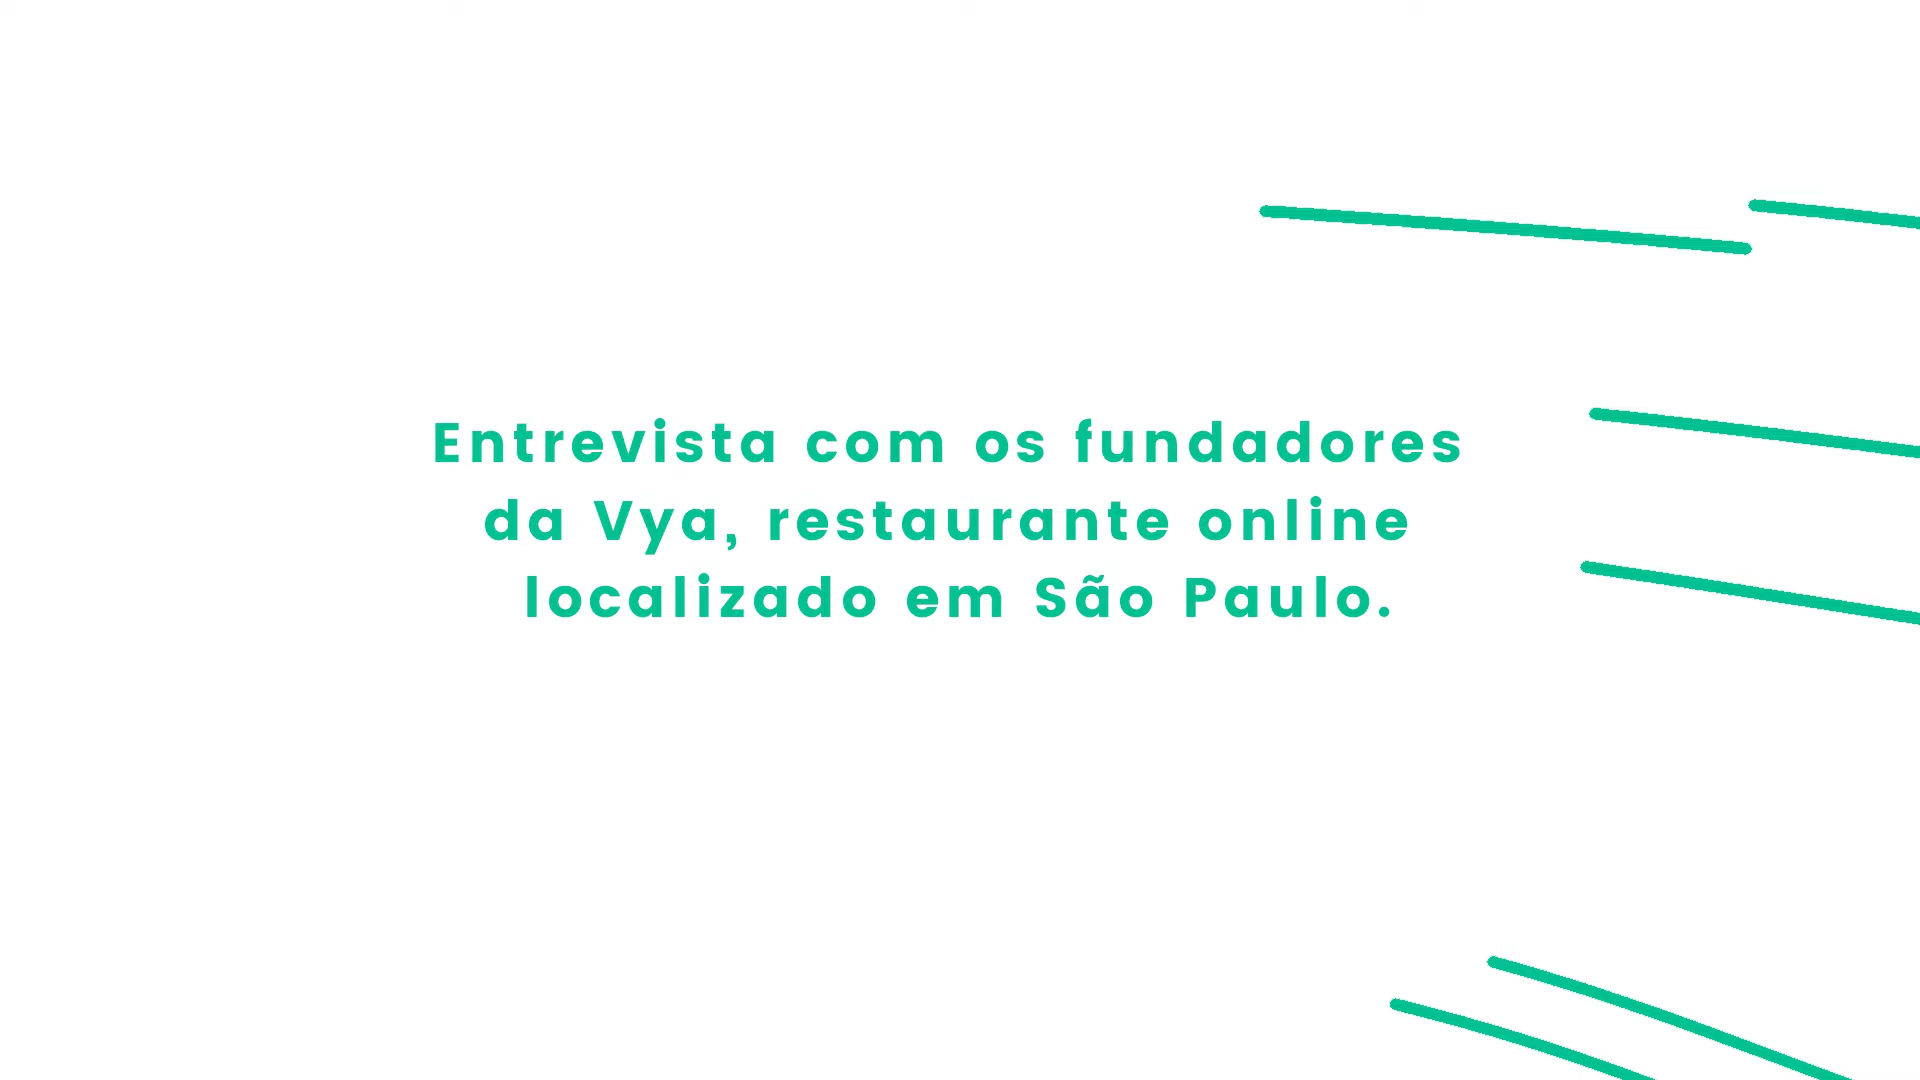 Entrevista com os fundadores
da Vya, restaurante online
localizado em São Paulo.